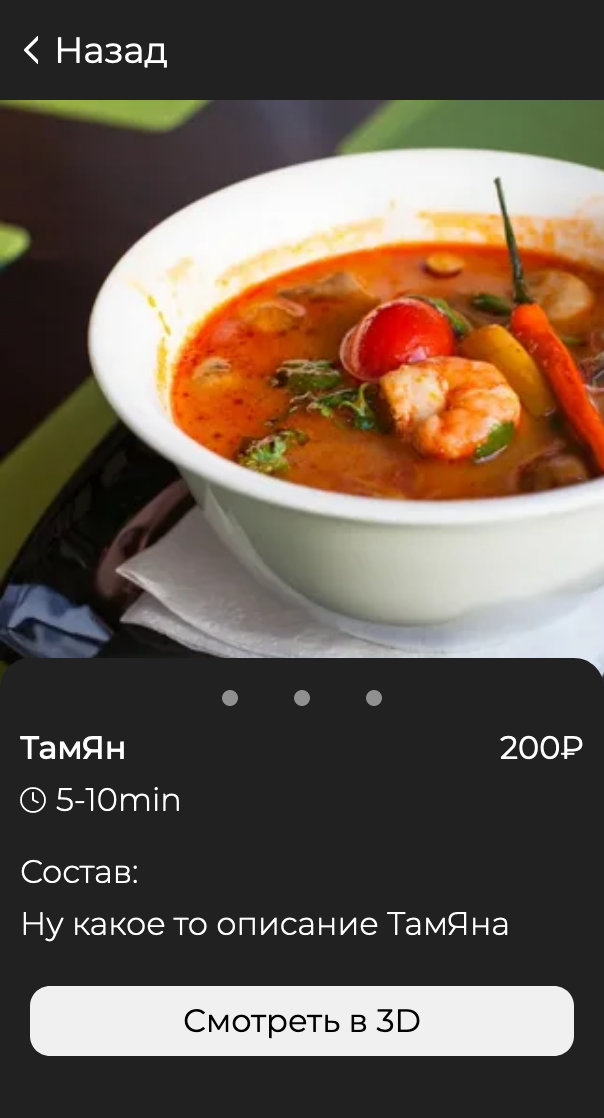 Назад
ТамЯн
200₽
5-10min
Состав:
Ну какое то описание ТамЯна
Смотреть в 3D